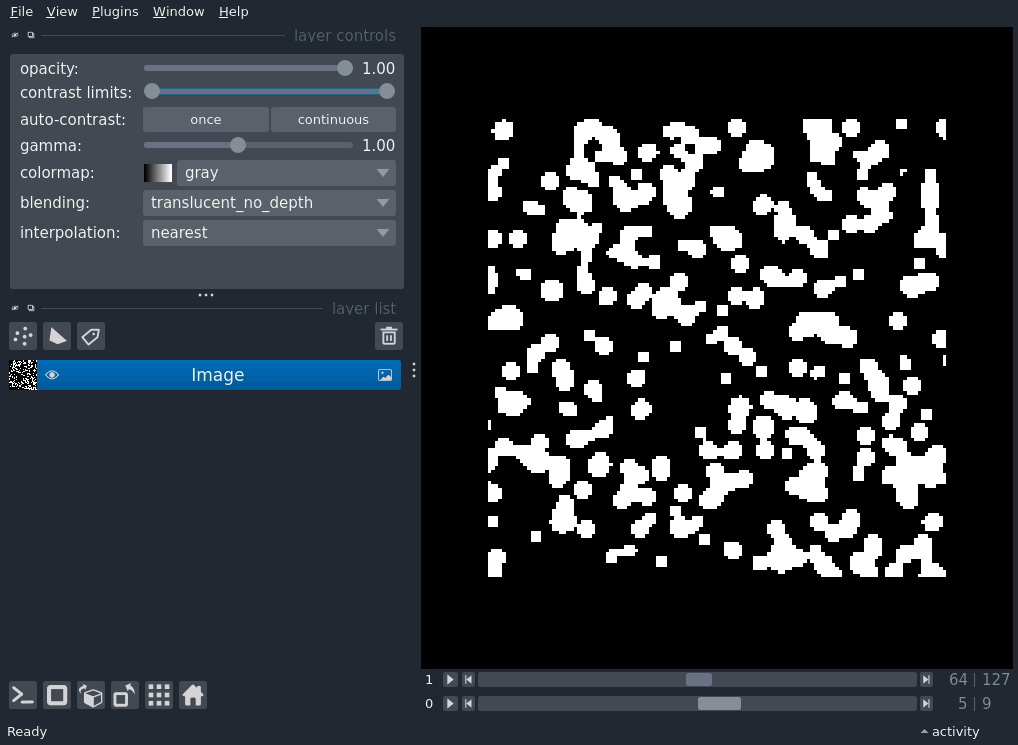 File View Plugins Window Help
layer controls
opacity: 1.00
contrast limits:
auto-contrast: once continuous
gamma: 1.00
colormap: gray
blending: translucent_no_depth
interpolation: nearest
layer list
Image
1 64 | 127
0 5 | 9
Ready activity